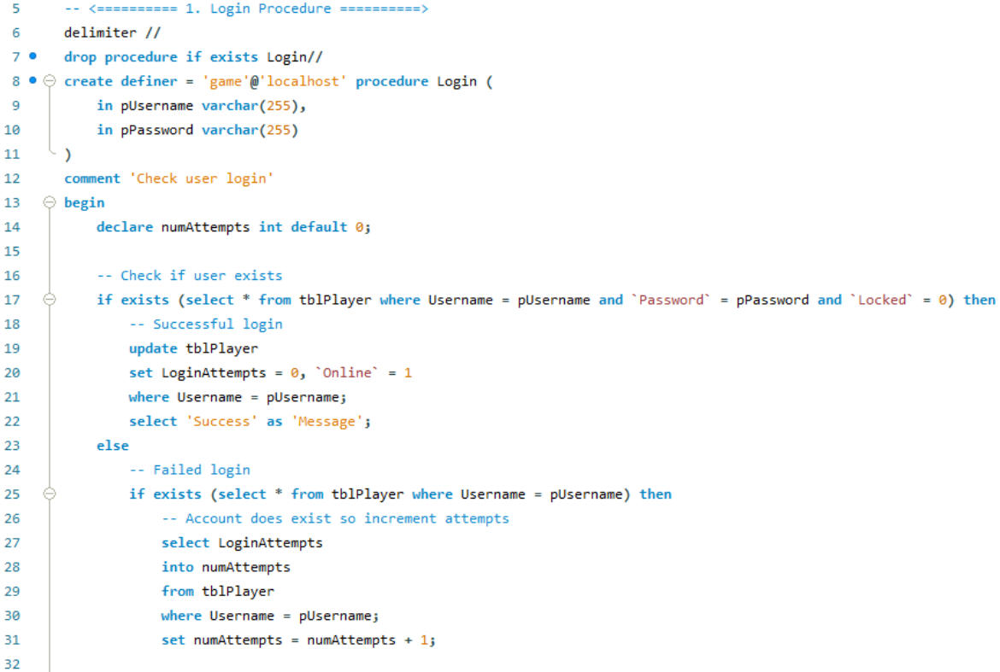 5 -- <========== 1. Login Procedure ==========>
6 delimiter //
7 drop procedure if exists Login//
8 create definer = 'game'@'localhost' procedure Login (
9 in pUsername varchar(255),
10 in pPassword varchar(255)
11 )
12 comment 'Check user login'
13 begin
14 declare numAttempts int default 0;
15
16 -- Check if user exists
17 if exists (select * from tblPlayer where Username = pUsername and `Password` = pPassword and `Locked` = 0) then
18 -- Successful login
19 update tblPlayer
20 set LoginAttempts = 0, `Online` = 1
21 where Username = pUsername;
22 select 'Success' as 'Message';
23 else
24 -- Failed login
25 if exists (select * from tblPlayer where Username = pUsername) then
26 -- Account does exist so increment attempts
27 select LoginAttempts
28 into numAttempts
29 from tblPlayer
30 where Username = pUsername;
31 set numAttempts = numAttempts + 1;
32